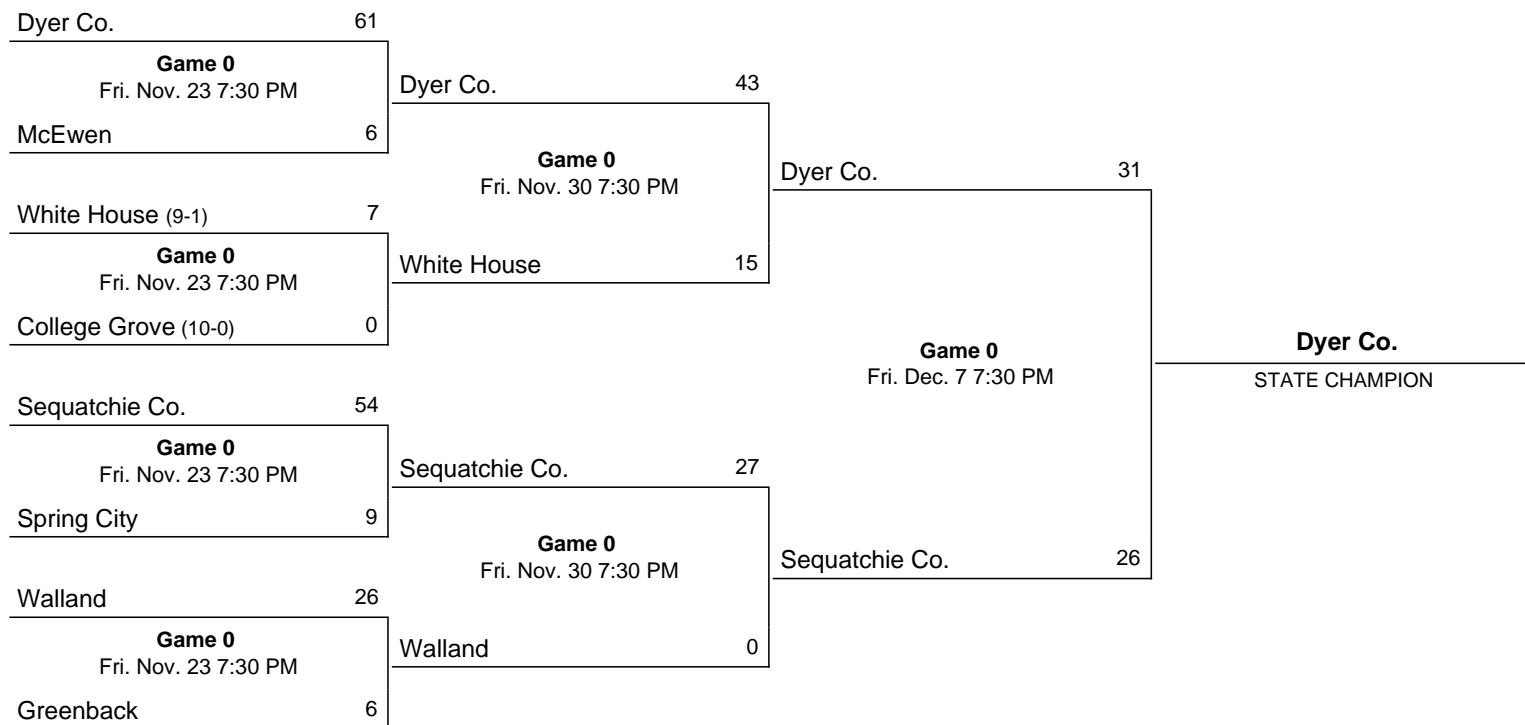 Dyer Co. 61
Game 0
Fri. Nov. 23 7:30 PM
McEwen 6
White House (9-1) 7
Game 0
Fri. Nov. 23 7:30 PM
College Grove (10-0) 0
Sequatchie Co. 54
Game 0
Fri. Nov. 23 7:30 PM
Spring City 9
Walland 26
Game 0
Fri. Nov. 23 7:30 PM
Greenback 6
Dyer Co. 43
Game 0
Fri. Nov. 30 7:30 PM
White House 15
Sequatchie Co. 27
Game 0
Fri. Nov. 30 7:30 PM
Walland 0
Dyer Co. 31
Game 0
Fri. Dec. 7 7:30 PM
Sequatchie Co. 26
Dyer Co.
STATE CHAMPION